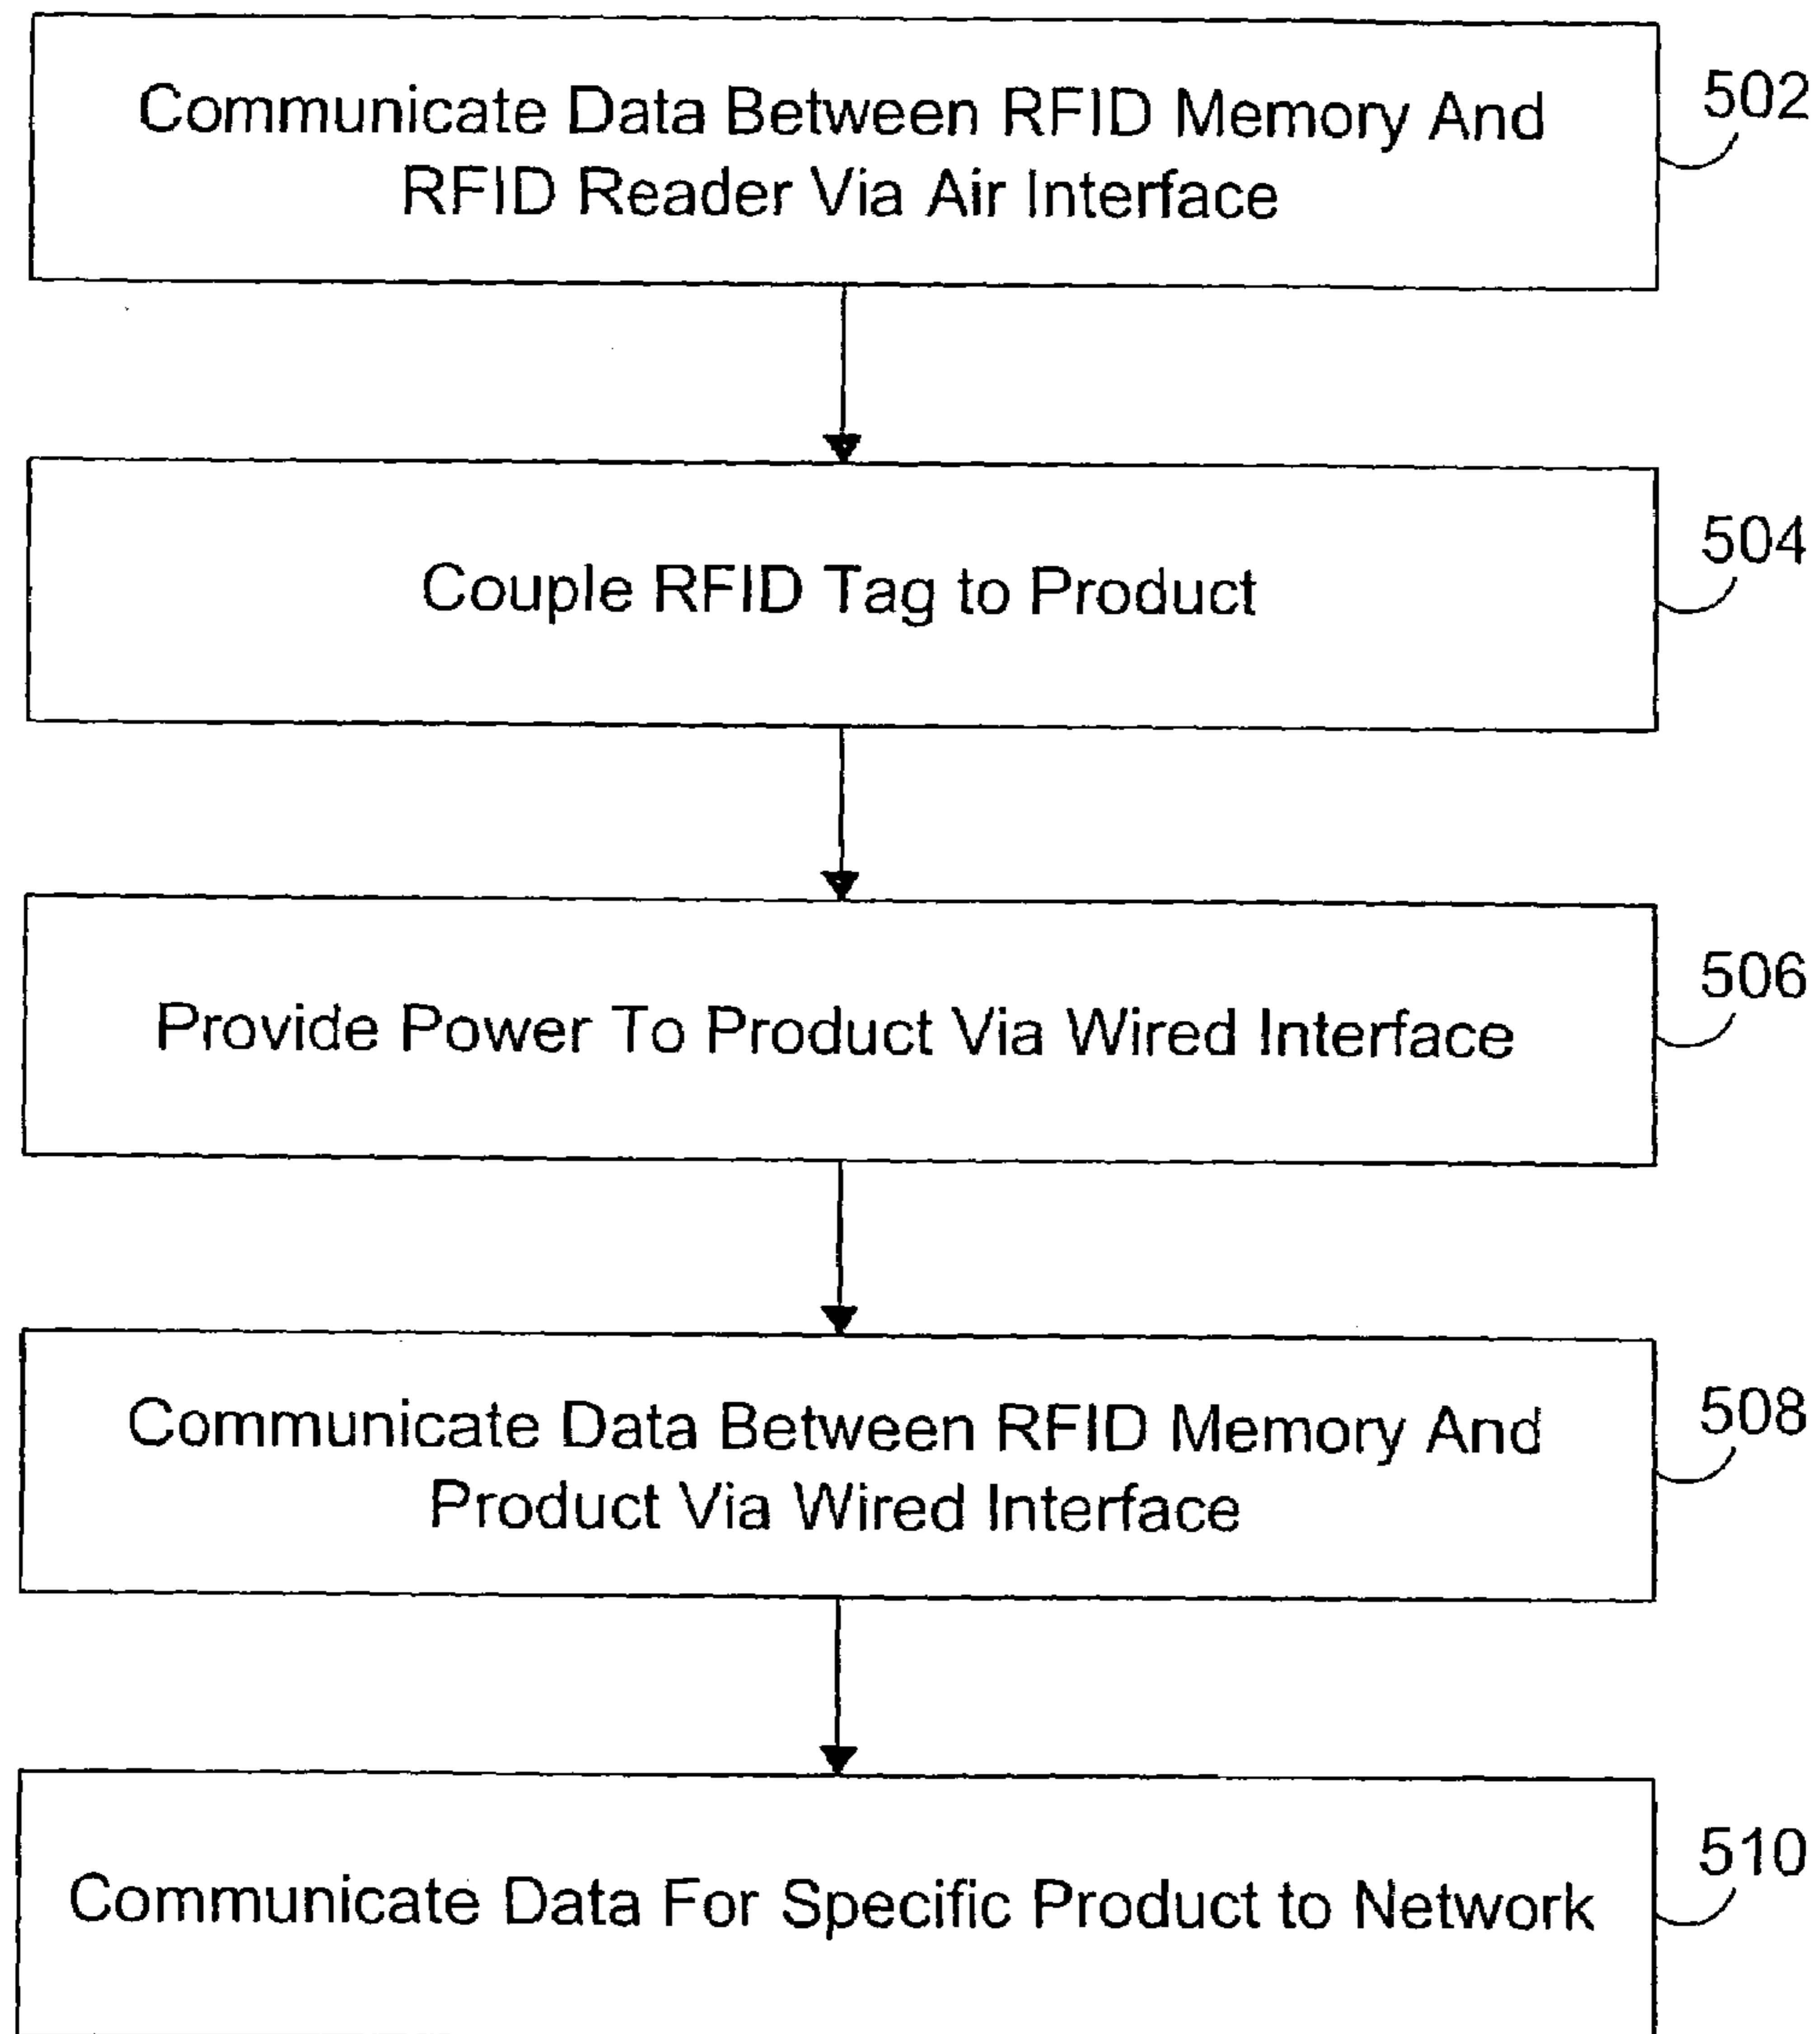 Communicate Data Between RFID Memory And
RFID Reader Via Air Interface
502
Couple RFID Tag to Product
504
Provide Power To Product Via Wired Interface
506
Communicate Data Between RFID Memory And
Product Via Wired Interface
508
Communicate Data For Specific Product to Network
510